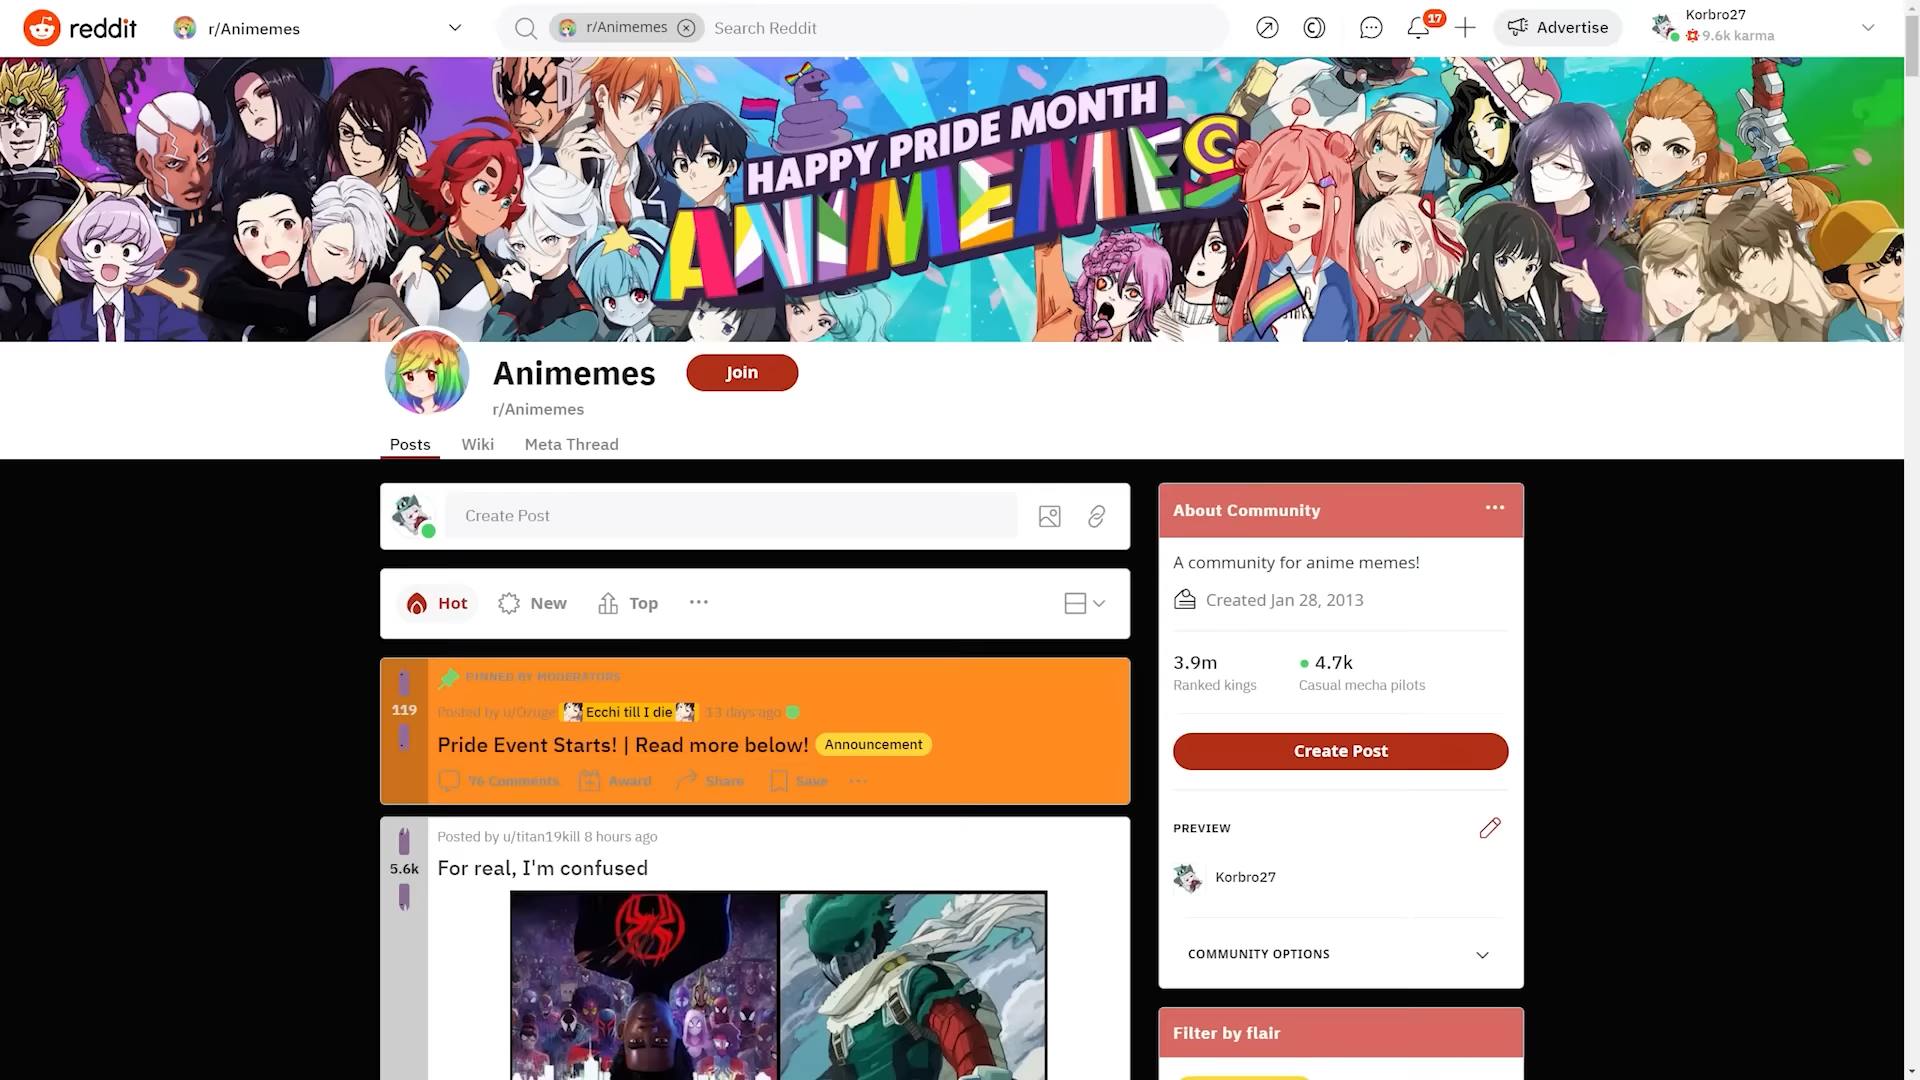 reddit
r/Animemes
r/Animemes
Search Reddit
17
Advertise
Korbro27
9.6k karma
HAPPY PRIDE MONTH
ANIMEMES
Animemes
Join
r/Animemes
Posts
Wiki
Meta Thread
Create Post
Hot
New
Top
119
PINNED BY MODERATORS
Posted by u/Ozuge Ecchi till I die 13 days ago
Pride Event Starts! | Read more below! Announcement
76 Comments
Award
Share
Save
5.6k
Posted by u/titan19kill 8 hours ago
For real, I'm confused
About Community
A community for anime memes!
Created Jan 28, 2013
3.9m
4.7k
Ranked kings
Casual mecha pilots
Create Post
PREVIEW
Korbro27
COMMUNITY OPTIONS
Filter by flair